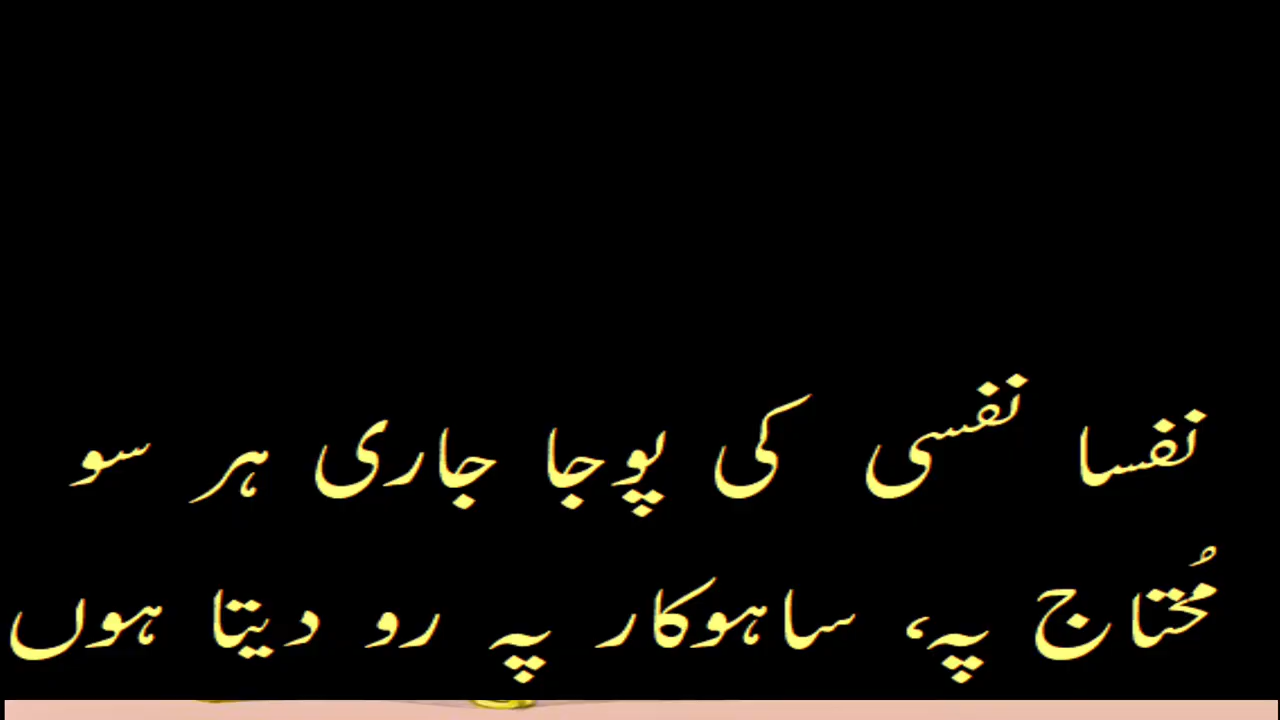 نفسا نفسی کی پوجا جاری ہر سو
مُحتاج پہ، ساہوکار پہ رو دیتا ہوں